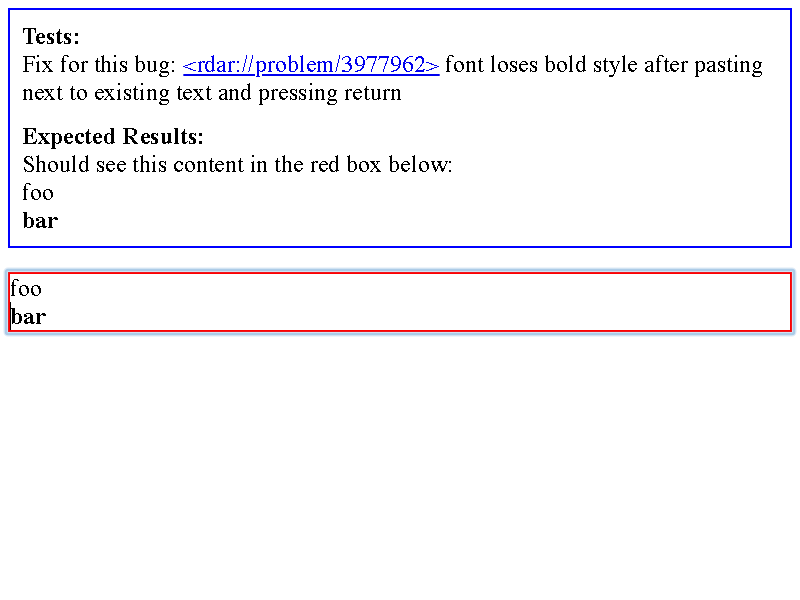 Tests:
Fix for this bug: <rdar://problem/3977962> font loses bold style after pasting
next to existing text and pressing return
Expected Results:
Should see this content in the red box below:
foo
bar
foo
bar